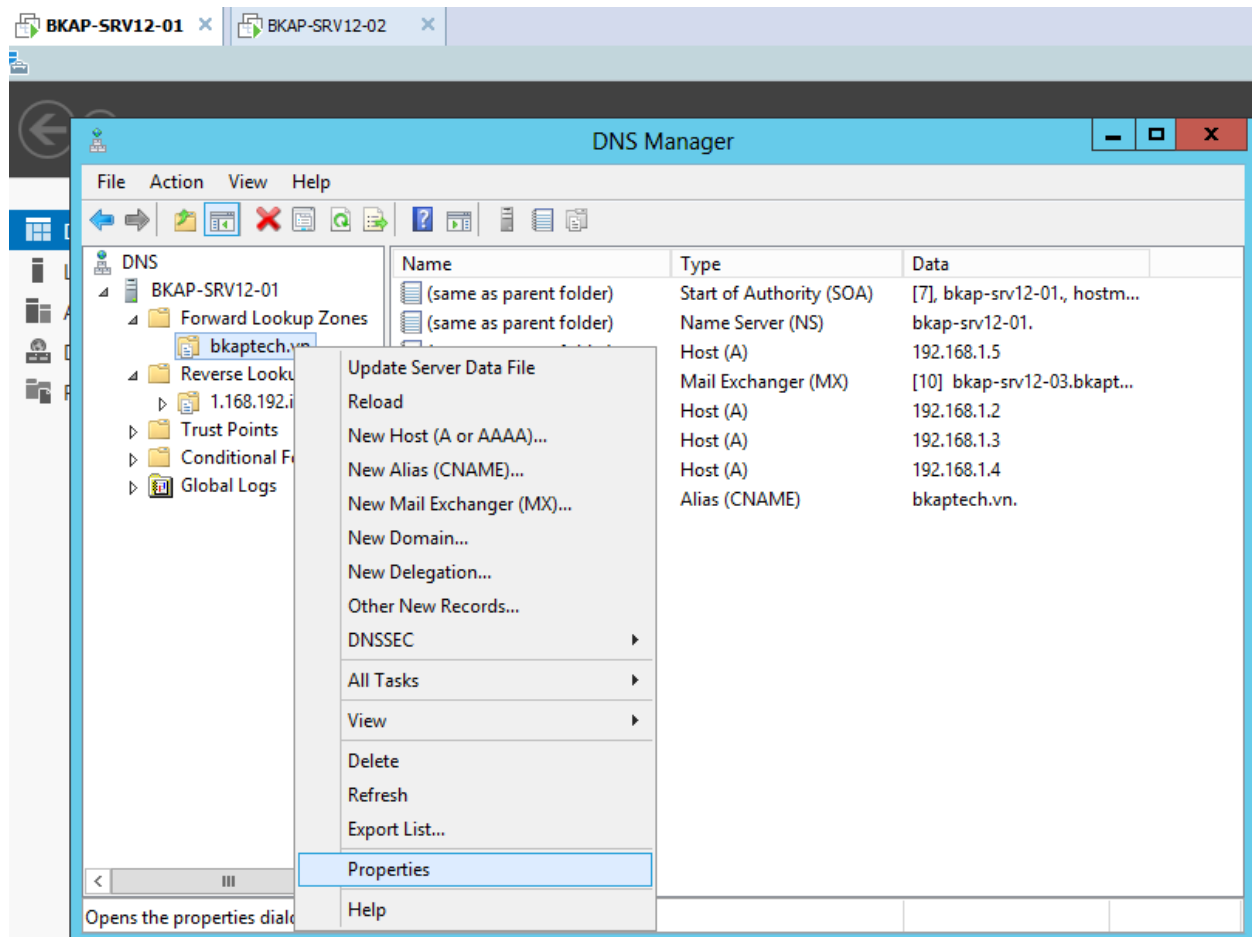 BKAP-SRV12-01 BKAP-SRV12-02
DNS Manager
File Action View Help
DNS
BKAP-SRV12-01
Forward Lookup Zones
bkaptech.vn
Reverse Looku
1.168.192.i
Trust Points
Conditional F
Global Logs
Name Type Data
(same as parent folder) Start of Authority (SOA) [7], bkap-srv12-01., hostm...
(same as parent folder) Name Server (NS) bkap-srv12-01.
Host (A) 192.168.1.5
Mail Exchanger (MX) [10] bkap-srv12-03.bkapt...
Host (A) 192.168.1.2
Host (A) 192.168.1.3
Host (A) 192.168.1.4
Alias (CNAME) bkaptech.vn.
Update Server Data File
Reload
New Host (A or AAAA)...
New Alias (CNAME)...
New Mail Exchanger (MX)...
New Domain...
New Delegation...
Other New Records...
DNSSEC
All Tasks
View
Delete
Refresh
Export List...
Properties
Help
Opens the properties dialo